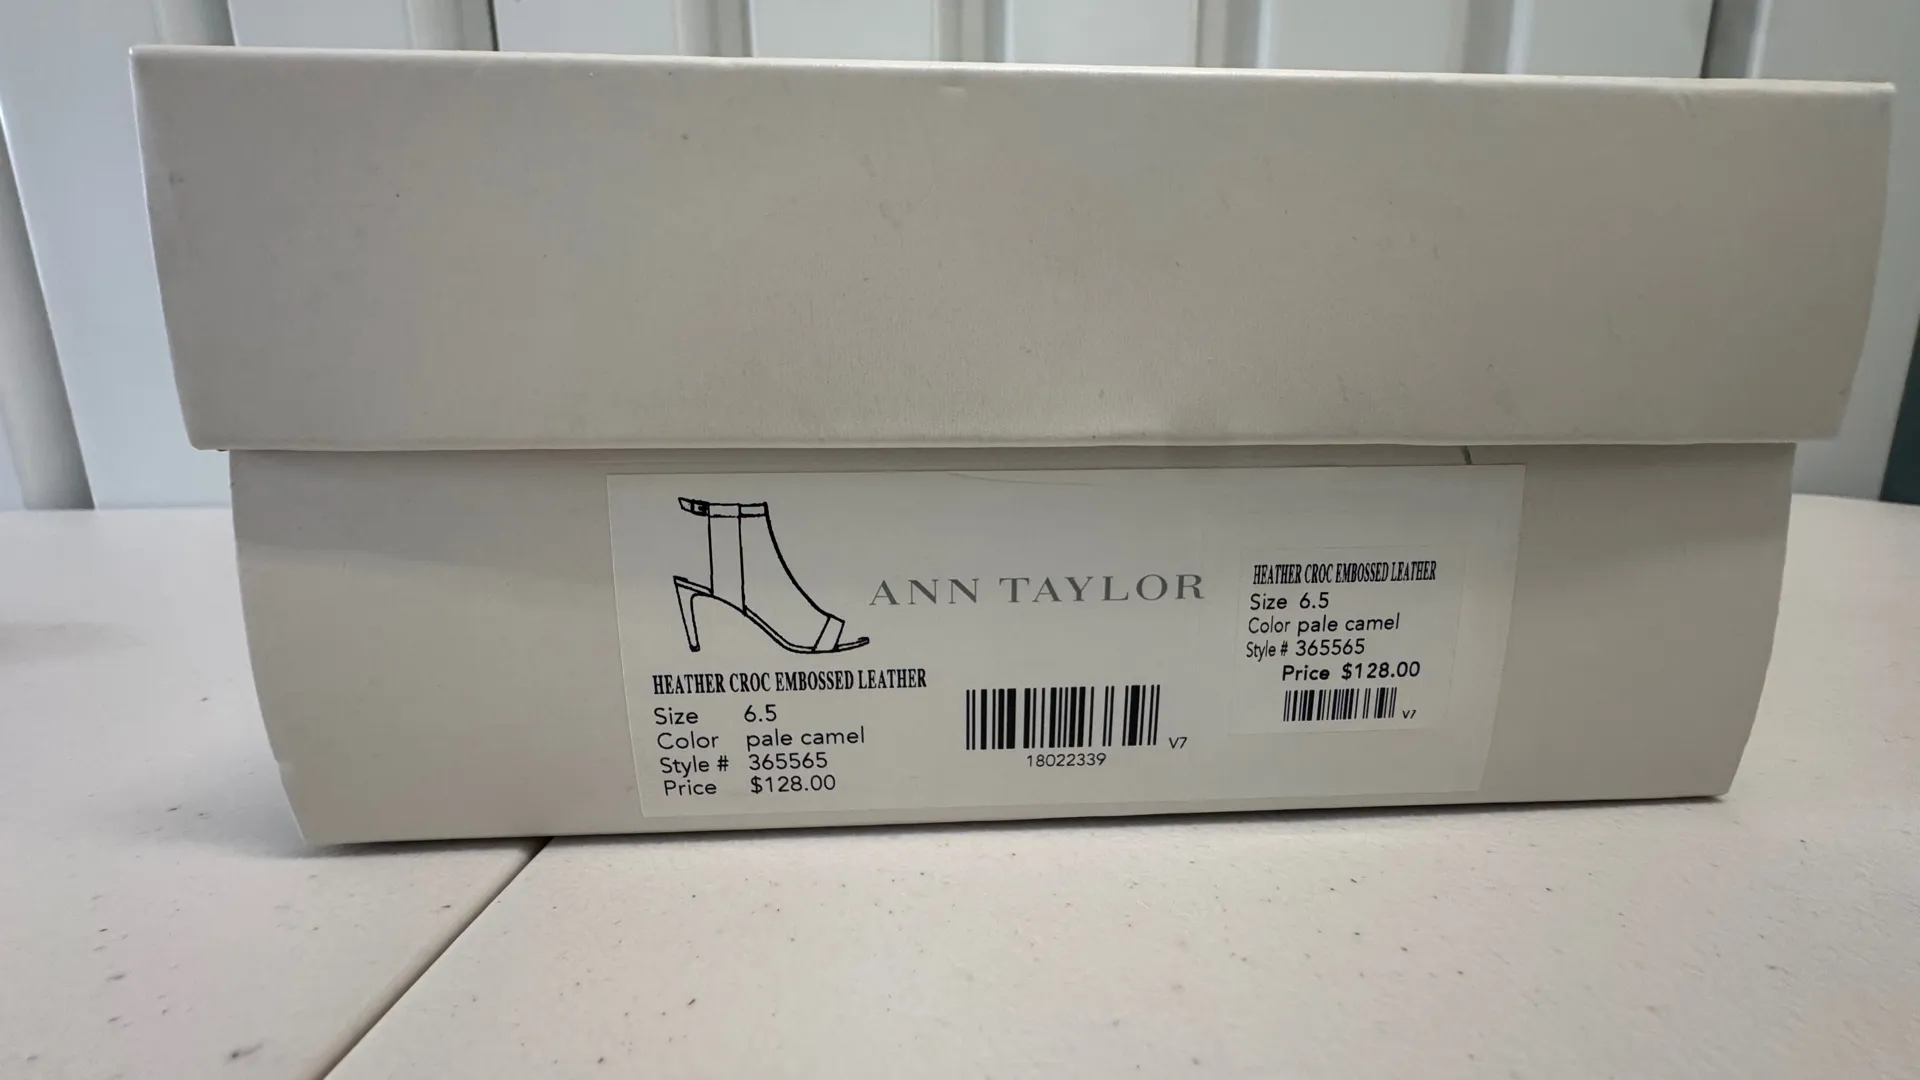 ANN TAYLOR
HEATHER CROC EMBOSSED LEATHER
Size 6.5
Color pale camel
Style # 365565
Price $128.00
18022339
V7
HEATHER CROC EMBOSSED LEATHER
Size 6.5
Color pale camel
Style # 365565
Price $128.00
V7